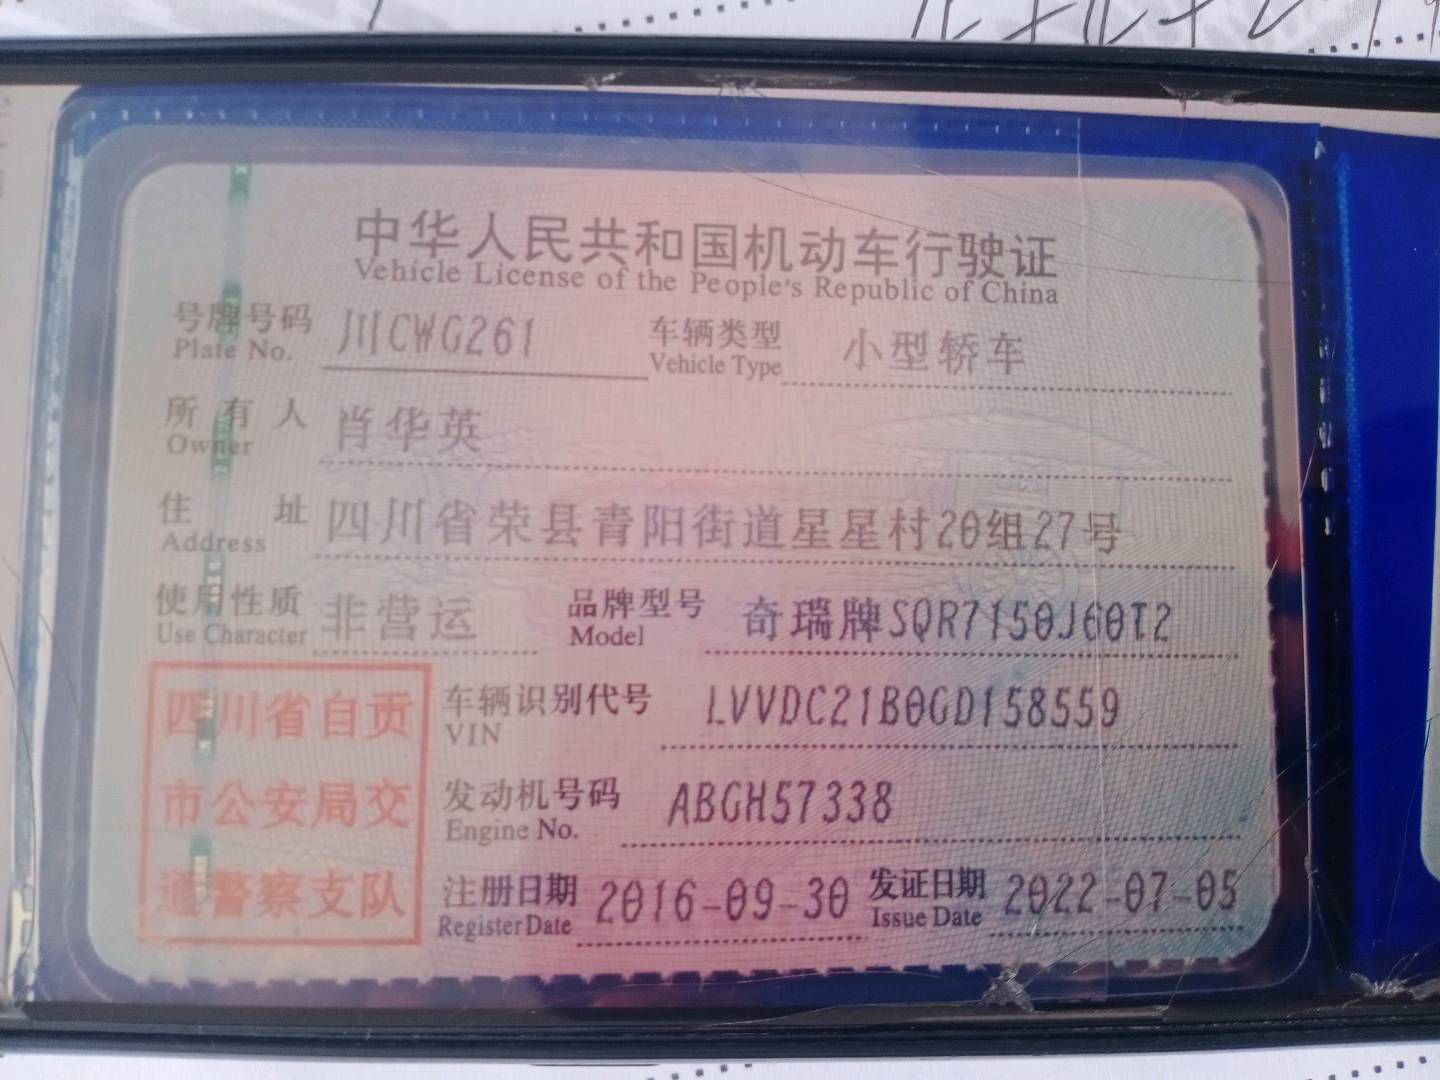 中华人民共和国机动车行驶证
Vehicle License of the People's Republic of China
号牌号码 川CWG261 车辆类型 小型轿车
Plate No. Vehicle Type
所有人 肖华英
Owner
住址 四川省荣县青阳街道星星村20组27号
Address
使用性质 非营运 品牌型号 奇瑞牌SQR7150J60T2
Use Character Model
四川省自贡
市公安局交
通警察支队
车辆识别代号 LVVDC21B0GD158559
VIN
发动机号码 ABGH57338
Engine No.
注册日期 2016-09-30 发证日期 2022-07-05
Register Date Issue Date